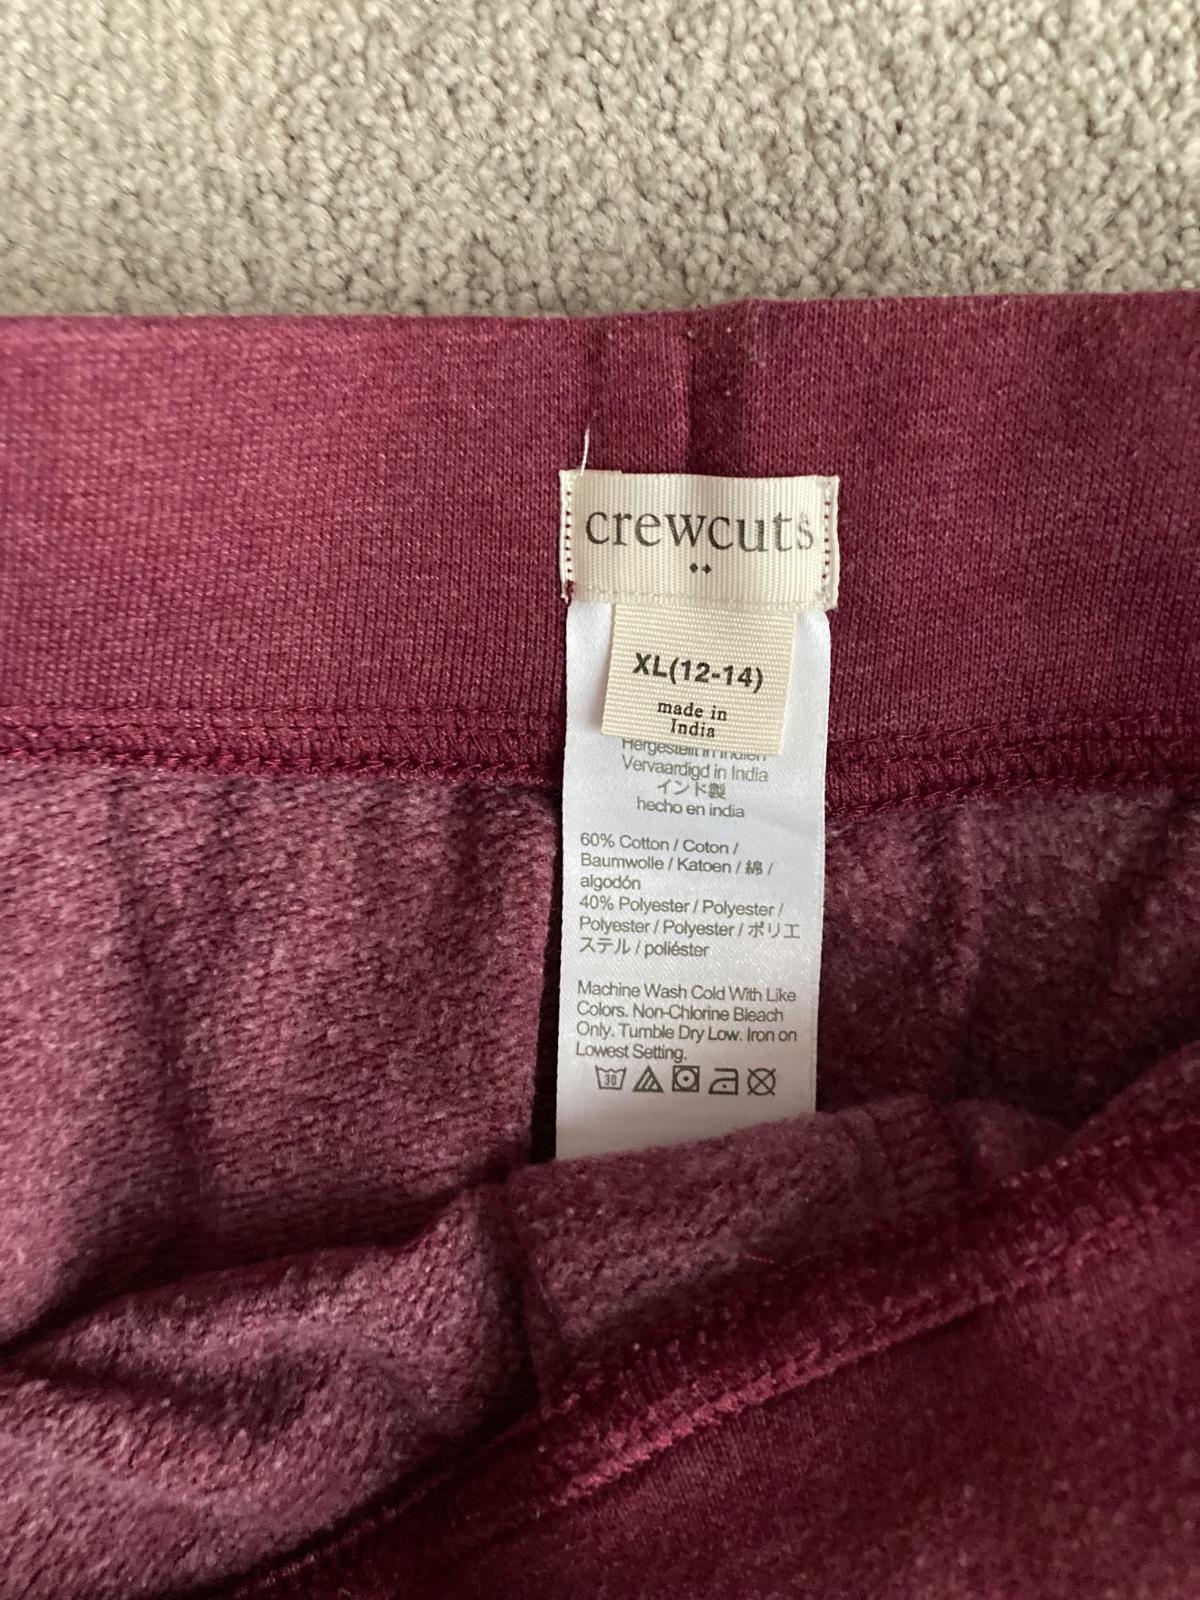 crewcuts
XL(12-14)
made in
India
Hergestellt in Indien
Vervaardigd in India
インド製
hecho en india
60% Cotton / Coton /
Baumwolle / Katoen / 綿 /
algodón
40% Polyester / Polyester /
Polyester / Polyester / ポリエ
ステル / poliéster
Machine Wash Cold With Like
Colors. Non-Chlorine Bleach
Only. Tumble Dry Low. Iron on
Lowest Setting.
30